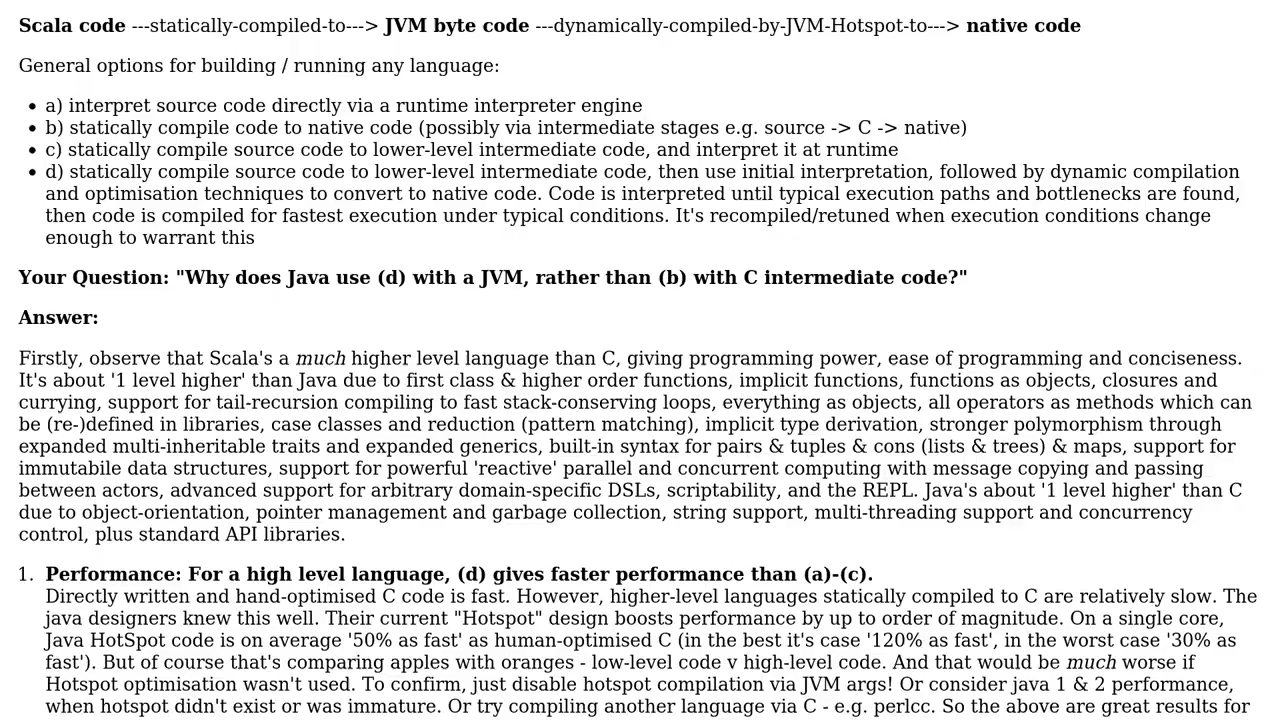 Scala code ---statically-compiled-to---> JVM byte code ---dynamically-compiled-by-JVM-Hotspot-to---> native code
General options for building / running any language:
• a) interpret source code directly via a runtime interpreter engine
• b) statically compile code to native code (possibly via intermediate stages e.g. source -> C -> native)
• c) statically compile source code to lower-level intermediate code, and interpret it at runtime
• d) statically compile source code to lower-level intermediate code, then use initial interpretation, followed by dynamic compilation
and optimisation techniques to convert to native code. Code is interpreted until typical execution paths and bottlenecks are found,
then code is compiled for fastest execution under typical conditions. It's recompiled/retuned when execution conditions change
enough to warrant this
Your Question: "Why does Java use (d) with a JVM, rather than (b) with C intermediate code?"
Answer:
Firstly, observe that Scala's a much higher level language than C, giving programming power, ease of programming and conciseness.
It's about '1 level higher' than Java due to first class & higher order functions, implicit functions, functions as objects, closures and
currying, support for tail-recursion compiling to fast stack-conserving loops, everything as objects, all operators as methods which can
be (re-)defined in libraries, case classes and reduction (pattern matching), implicit type derivation, stronger polymorphism through
expanded multi-inheritable traits and expanded generics, built-in syntax for pairs & tuples & cons (lists & trees) & maps, support for
immutabile data structures, support for powerful 'reactive' parallel and concurrent computing with message copying and passing
between actors, advanced support for arbitrary domain-specific DSLs, scriptability, and the REPL. Java's about '1 level higher' than C
due to object-orientation, pointer management and garbage collection, string support, multi-threading support and concurrency
control, plus standard API libraries.
1. Performance: For a high level language, (d) gives faster performance than (a)-(c).
Directly written and hand-optimised C code is fast. However, higher-level languages statically compiled to C are relatively slow. The
java designers knew this well. Their current "Hotspot" design boosts performance by up to order of magnitude. On a single core,
Java HotSpot code is on average '50% as fast' as human-optimised C (in the best it's case '120% as fast', in the worst case '30% as
fast'). But of course that's comparing apples with oranges - low-level code v high-level code. And that would be much worse if
Hotspot optimisation wasn't used. To confirm, just disable hotspot compilation via JVM args! Or consider java 1 & 2 performance,
when hotspot didn't exist or was immature. Or try compiling another language via C - e.g. perlcc. So the above are great results for